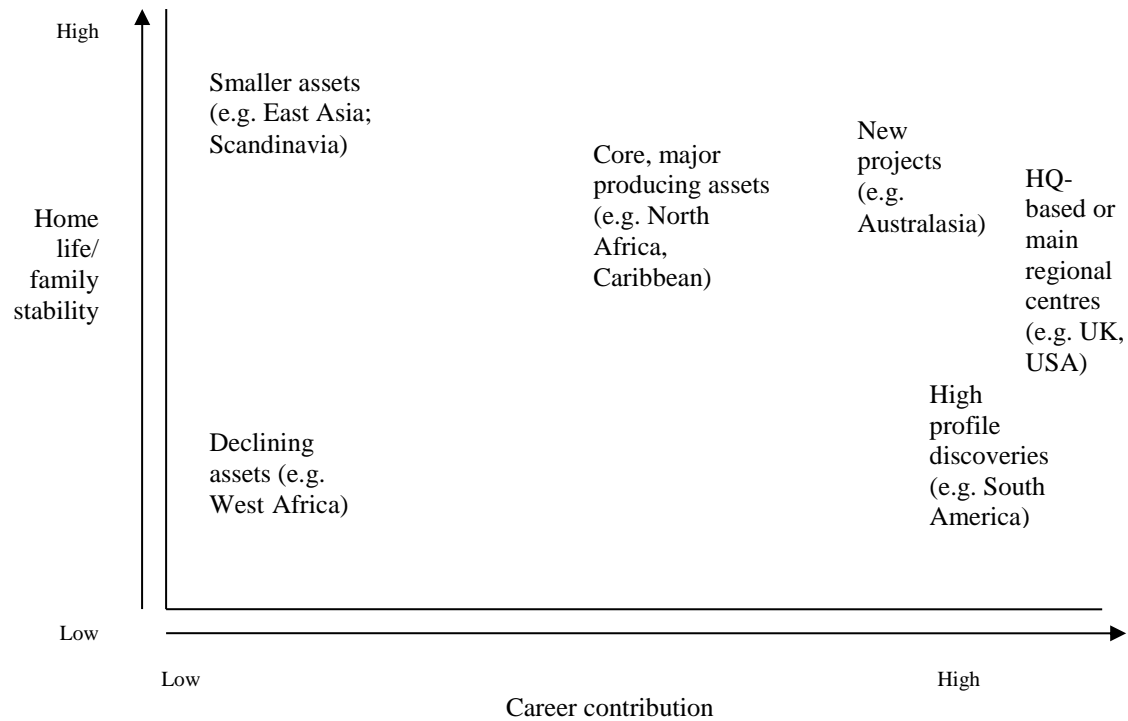 High
Smaller assets
(e.g. East Asia;
Scandinavia)
New
projects
(e.g.
Australasia)
Core, major
producing assets
(e.g. North
Africa,
Caribbean)
HQ-
based or
main
regional
centres
(e.g. UK,
USA)
Home
life/
family
stability
High
profile
discoveries
(e.g. South
America)
Declining
assets (e.g.
West Africa)
Low
Low
High
Career contribution